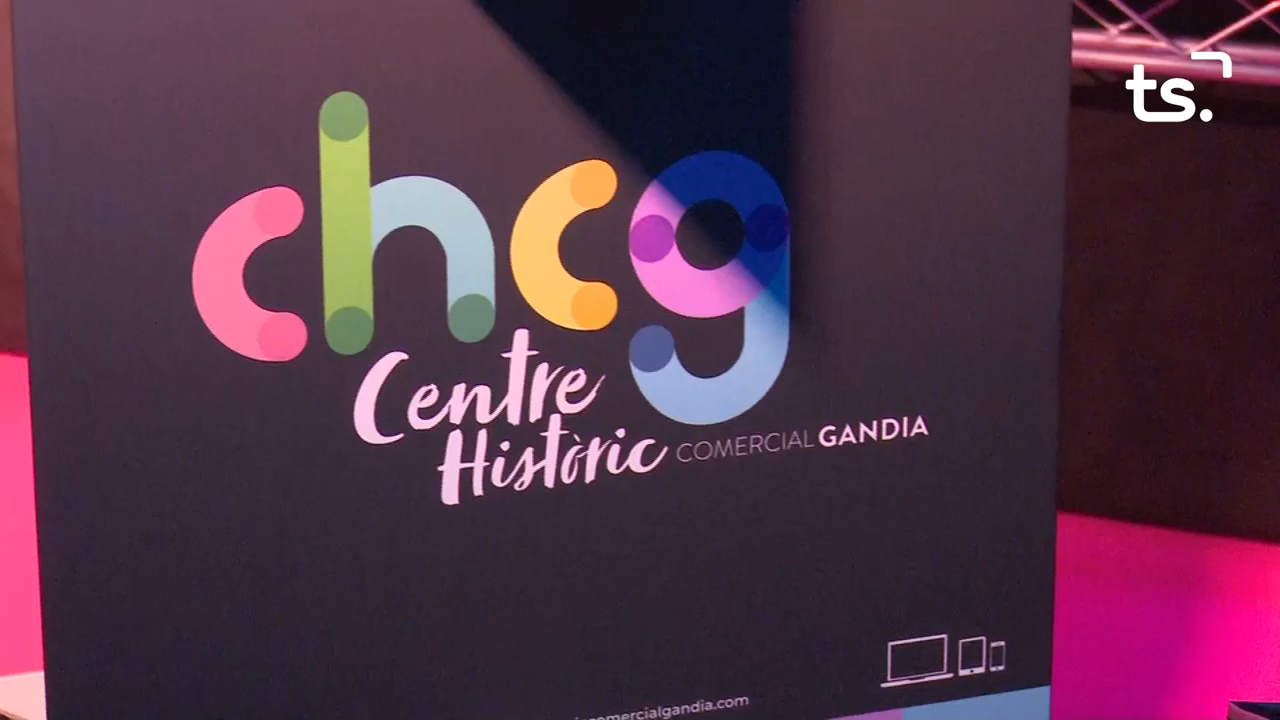 ts.
chcg
Centre
Històric COMERCIAL GANDIA
comercialgandia.com